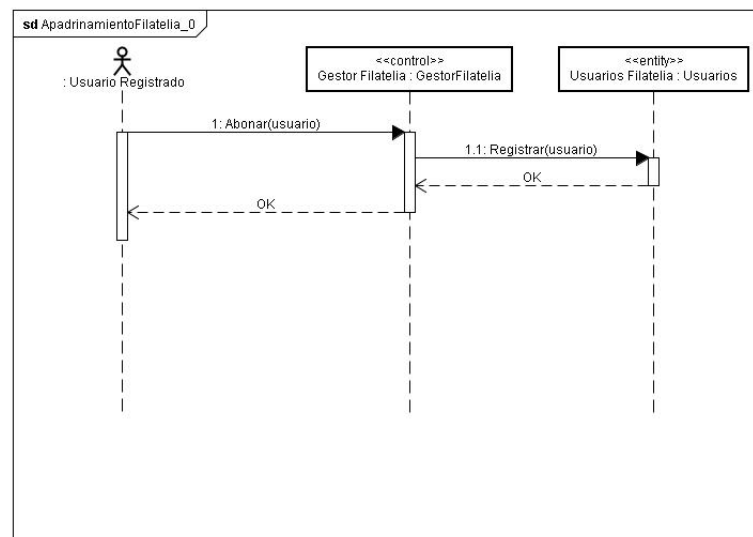 sd ApadrinamientoFilatelia_0
: Usuario Registrado
<<control>>
Gestor Filatelia : GestorFilatelia
<<entity>>
Usuarios Filatelia : Usuarios
1: Abonar(usuario)
1.1: Registrar(usuario)
OK
OK